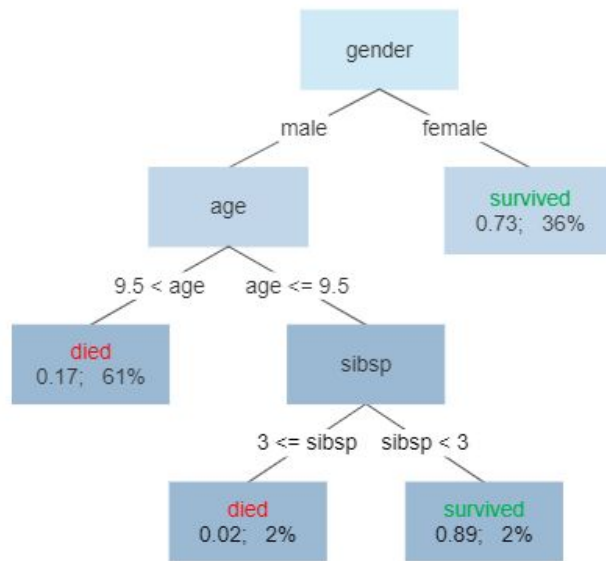 gender
male
female
age
survived
0.73; 36%
9.5 < age
age <= 9.5
died
0.17; 61%
sibsp
3 <= sibsp
sibsp < 3
died
0.02; 2%
survived
0.89; 2%